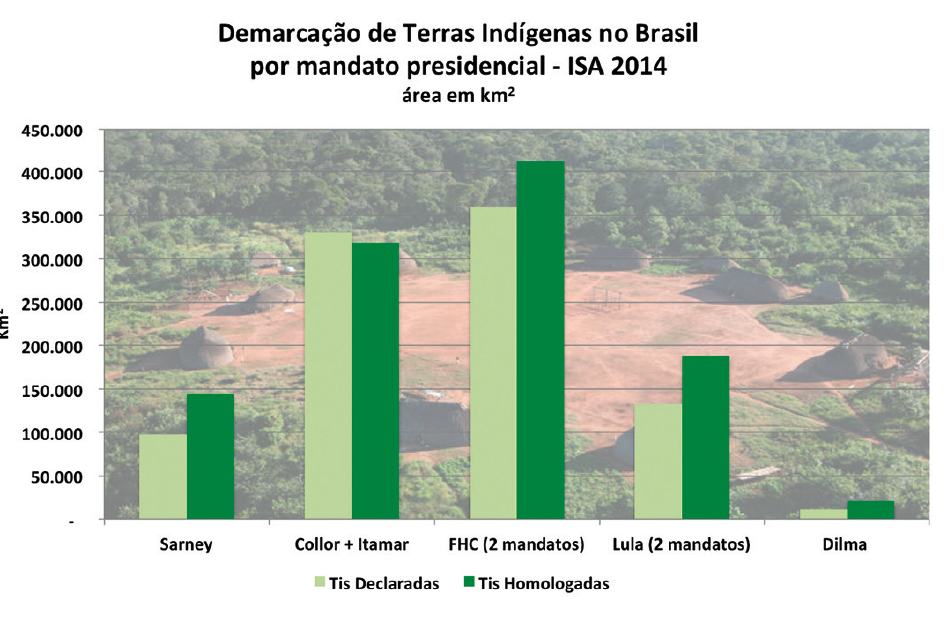 Demarcação de Terras Indígenas no Brasil
por mandato presidencial - ISA 2014
área em km²
450.000
400.000
350.000
300.000
250.000
200.000
150.000
100.000
50.000
-
km²
Sarney
Collor + Itamar
FHC (2 mandatos)
Lula (2 mandatos)
Dilma
Tis Declaradas
Tis Homologadas